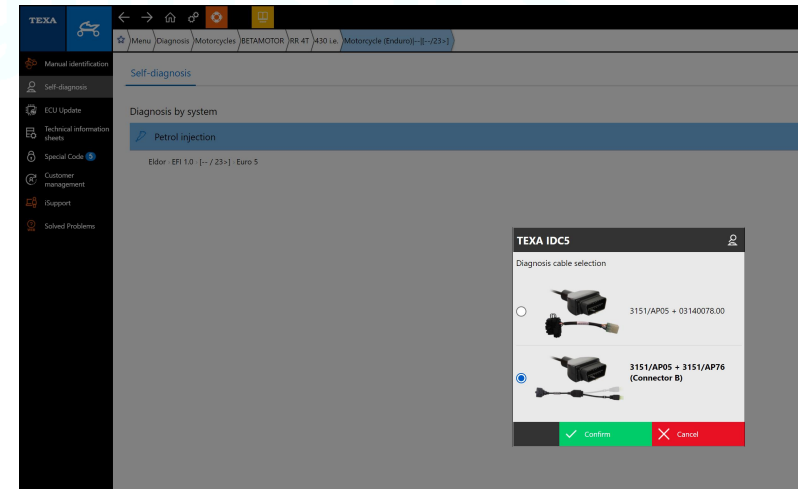 TEXA
Menu Diagnosis Motorcycles BETAMOTOR RR 4T 430 i.e. Motorcycle (Enduro)[--][--/23>]
Manual identification
Self-diagnosis
ECU Update
Technical information
sheets
Special Code 5
Customer
management
iSupport
Solved Problems
Self-diagnosis
Diagnosis by system
Petrol injection
Eldor - EFI 1.0 - [-- / 23>] - Euro 5
TEXA IDC5
Diagnosis cable selection
3151/AP05 + 03140078.00
3151/AP05 + 3151/AP76
(Connector B)
Confirm
Cancel